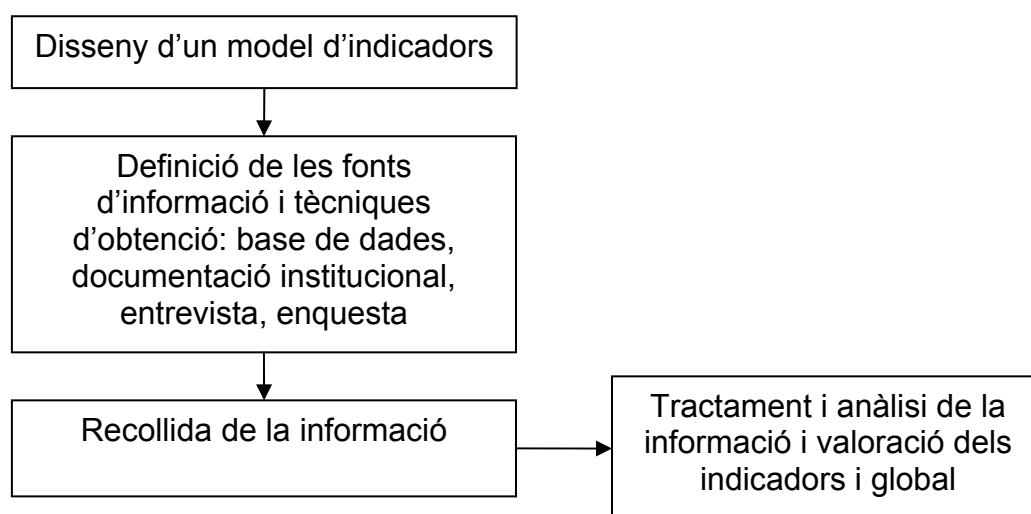 Disseny d’un model d’indicadors
Definició de les fonts
d’informació i tècniques
d’obtenció: base de dades,
documentació institucional,
entrevista, enquesta
Recollida de la informació
Tractament i anàlisi de la
informació i valoració dels
indicadors i global